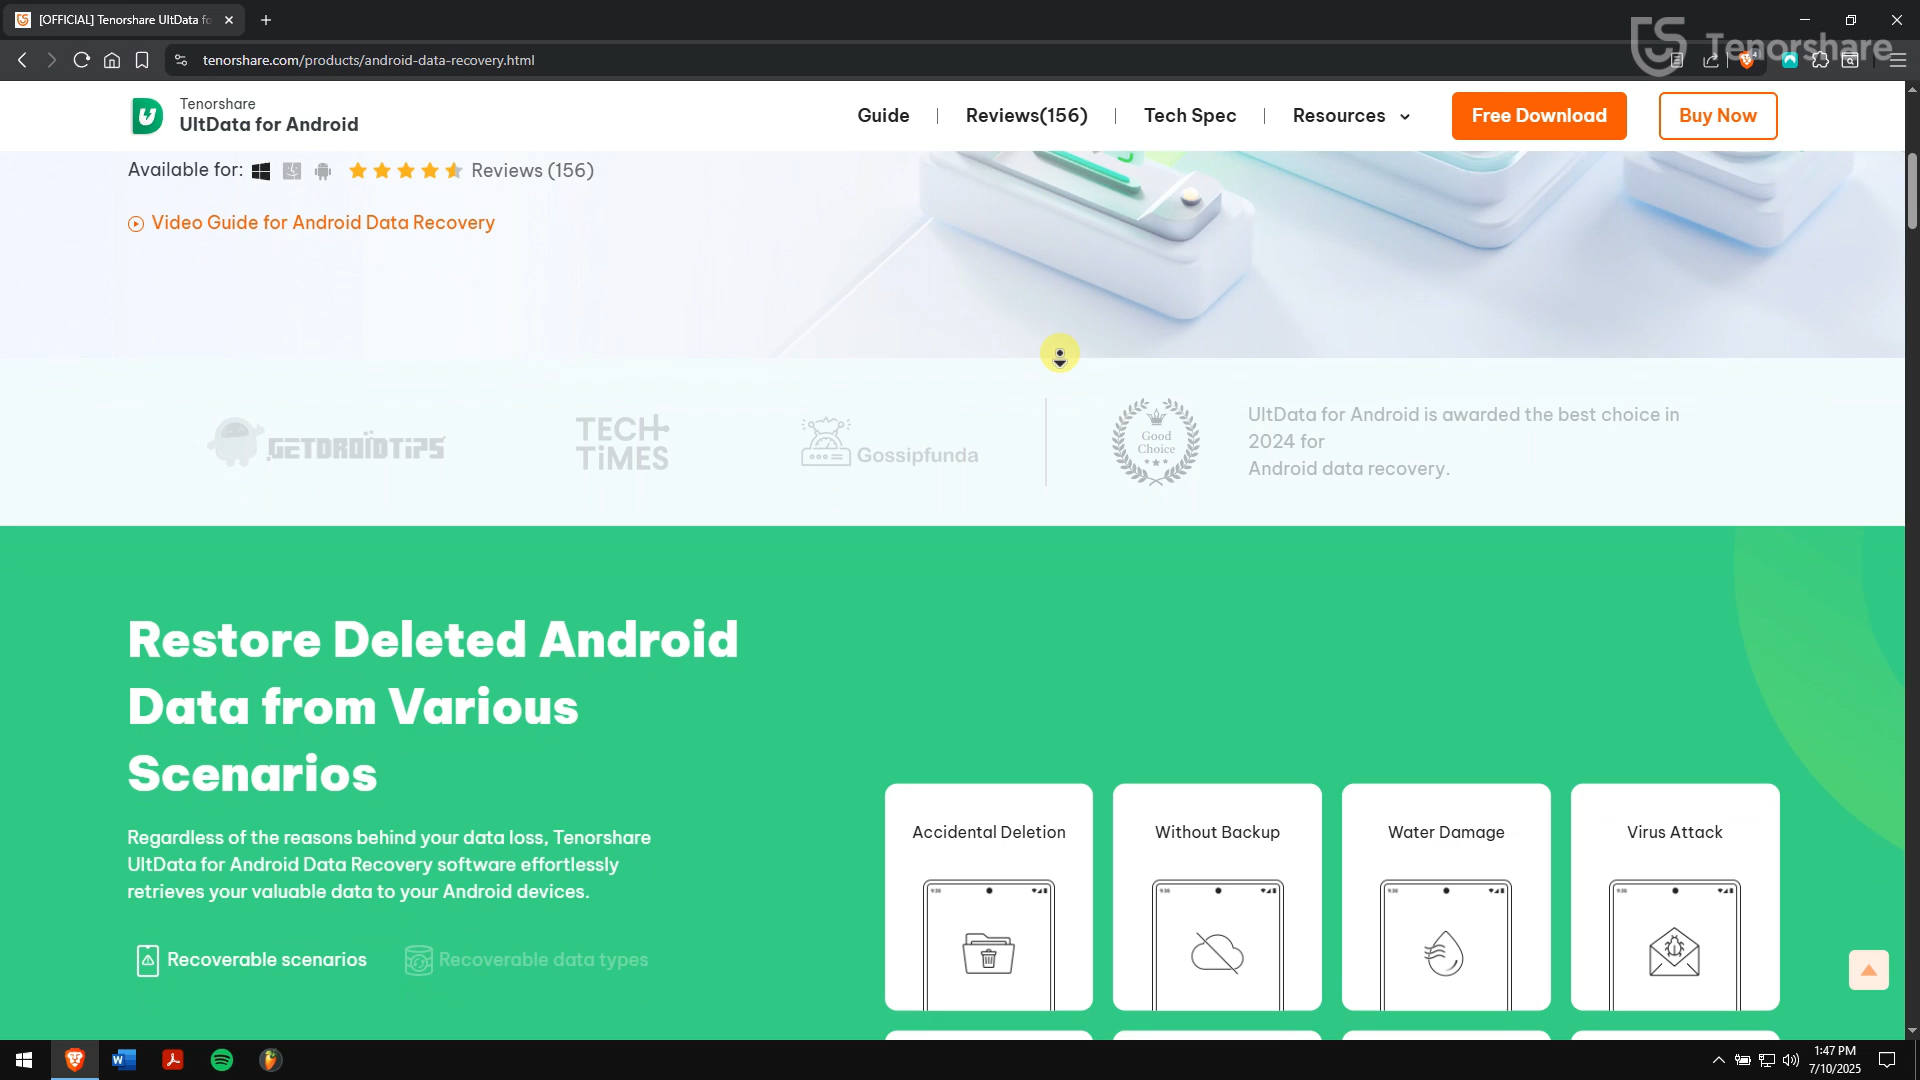 [OFFICIAL] Tenorshare UltData fo
Tenorshare
tenorshare.com/products/android-data-recovery.html
Tenorshare
UltData for Android
Guide
Reviews(156)
Tech Spec
Resources
Free Download
Buy Now
Available for:
Reviews (156)
Video Guide for Android Data Recovery
GETDROIDTIPS
TECH
TiMES
Gossipfunda
Good
Choice
UltData for Android is awarded the best choice in
2024 for
Android data recovery.
Restore Deleted Android
Data from Various
Scenarios
Regardless of the reasons behind your data loss, Tenorshare
UltData for Android Data Recovery software effortlessly
retrieves your valuable data to your Android devices.
Recoverable scenarios
Recoverable data types
Accidental Deletion
Without Backup
Water Damage
Virus Attack
1:47 PM
7/10/2025